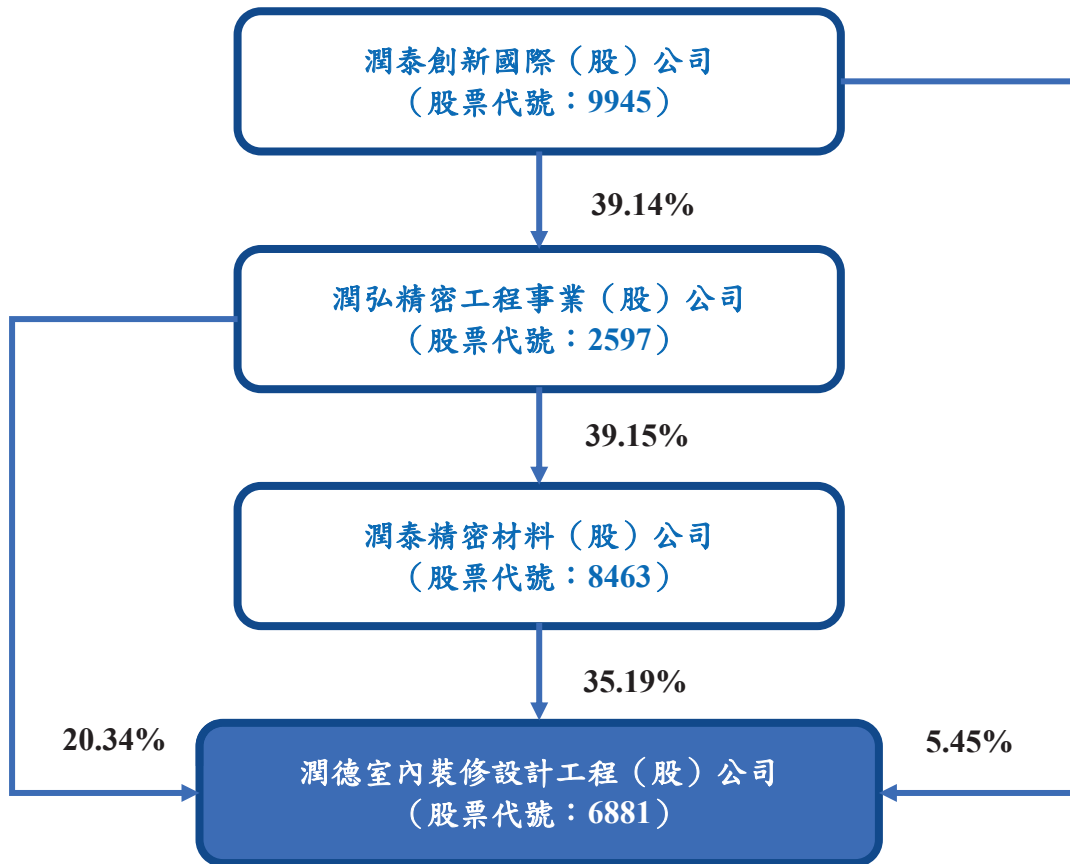 潤泰創新國際（股）公司
（股票代號：9945）
39.14%
潤弘精密工程事業（股）公司
（股票代號：2597）
39.15%
潤泰精密材料（股）公司
（股票代號：8463）
35.19%
20.34%
5.45%
潤德室內裝修設計工程（股）公司
（股票代號：6881）